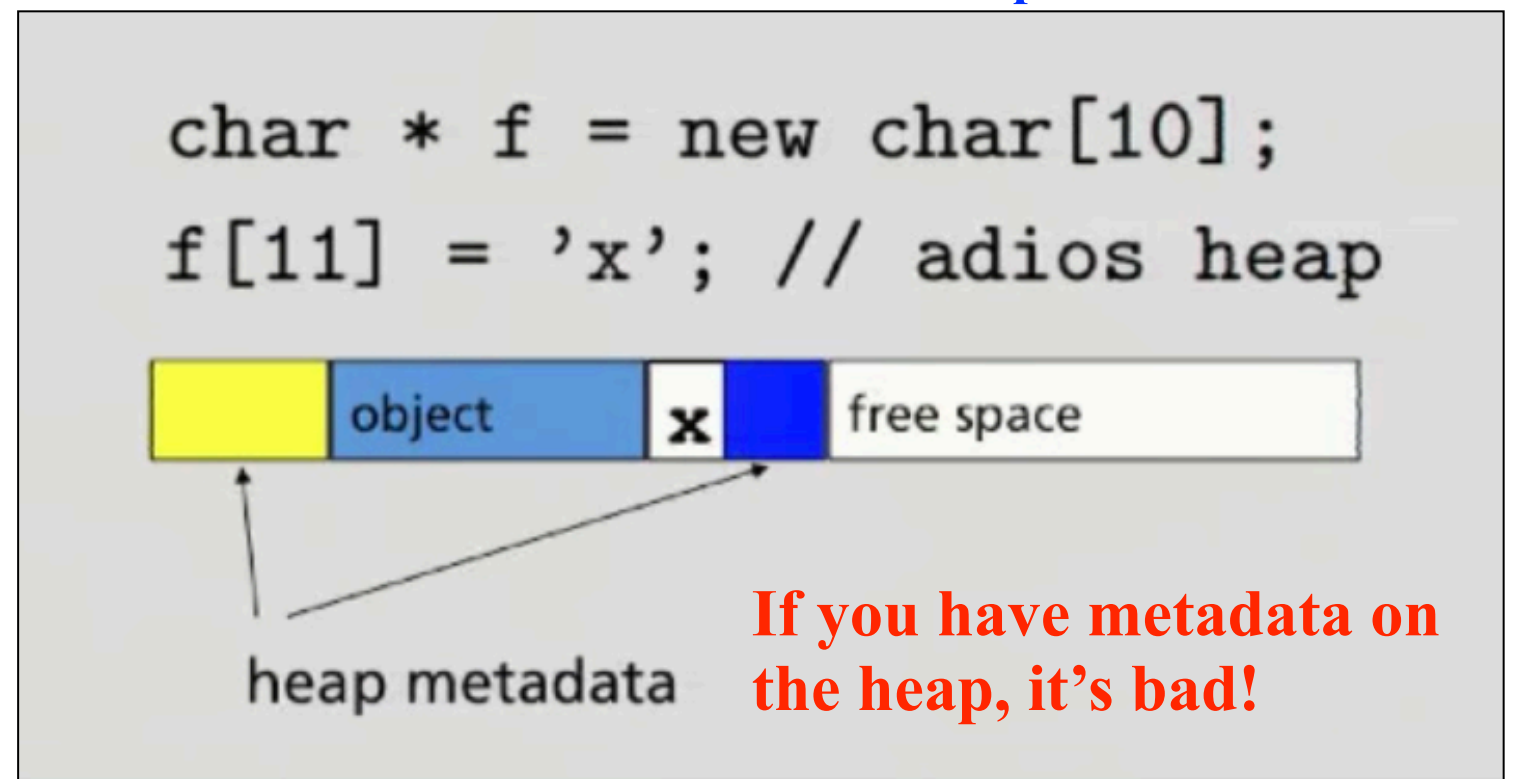 char * f = new char[10];
f[11] = ’x’; // adios heap
object x free space
heap metadata
If you have metadata on
the heap, it’s bad!